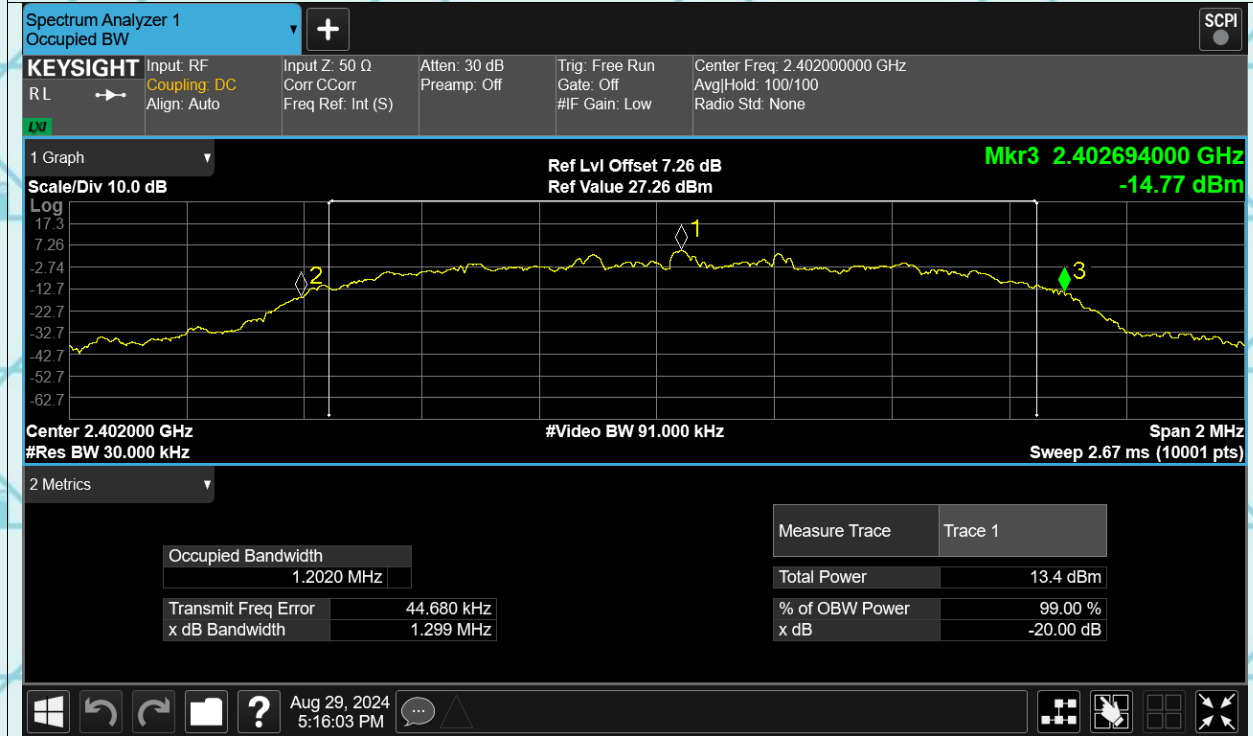 Spectrum Analyzer 1
Occupied BW
SCPI
KEYSIGHT
R L
LXI
Input: RF
Coupling: DC
Align: Auto
Input Z: 50 Ω
Corr CCorr
Freq Ref: Int (S)
Atten: 30 dB
Preamp: Off
Trig: Free Run
Gate: Off
#IF Gain: Low
Center Freq: 2.402000000 GHz
Avg|Hold: 100/100
Radio Std: None
1 Graph
Scale/Div 10.0 dB
Ref Lvl Offset 7.26 dB
Ref Value 27.26 dBm
Mkr3 2.402694000 GHz
-14.77 dBm
Log
17.3
7.26
-2.74
-12.7
-22.7
-32.7
-42.7
-52.7
-62.7
1
2
3
Center 2.402000 GHz
#Video BW 91.000 kHz
Span 2 MHz
#Res BW 30.000 kHz
Sweep 2.67 ms (10001 pts)
2 Metrics
Occupied Bandwidth
1.2020 MHz
Transmit Freq Error 44.680 kHz
x dB Bandwidth 1.299 MHz
Measure Trace Trace 1
Total Power 13.4 dBm
% of OBW Power 99.00 %
x dB -20.00 dB
?
Aug 29, 2024
5:16:03 PM